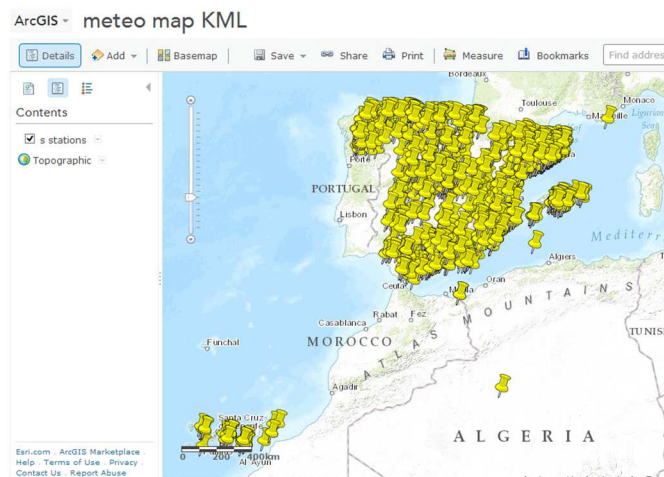 ArcGIS - meteo map KML
Details Add Basemap Save Share Print Measure Bookmarks Find addres
Contents
s stations
Topographic
Bordeaux
Toulouse
Monaco
Ligurian
Sea
PORTUGAL
Lisbon
Mediterr
Algiers
Oran
Ceuta
Rabat Fez
Casablanca
MOROCCO
ATLAS MOUNTAINS
TUNIS
Funchal
Agadir
Santa Cruz
ALGERIA
0 200 400km
Al Ayun
Esri.com . ArcGIS Marketplace .
Help . Terms of Use . Privacy .
Contact Us . Report Abuse